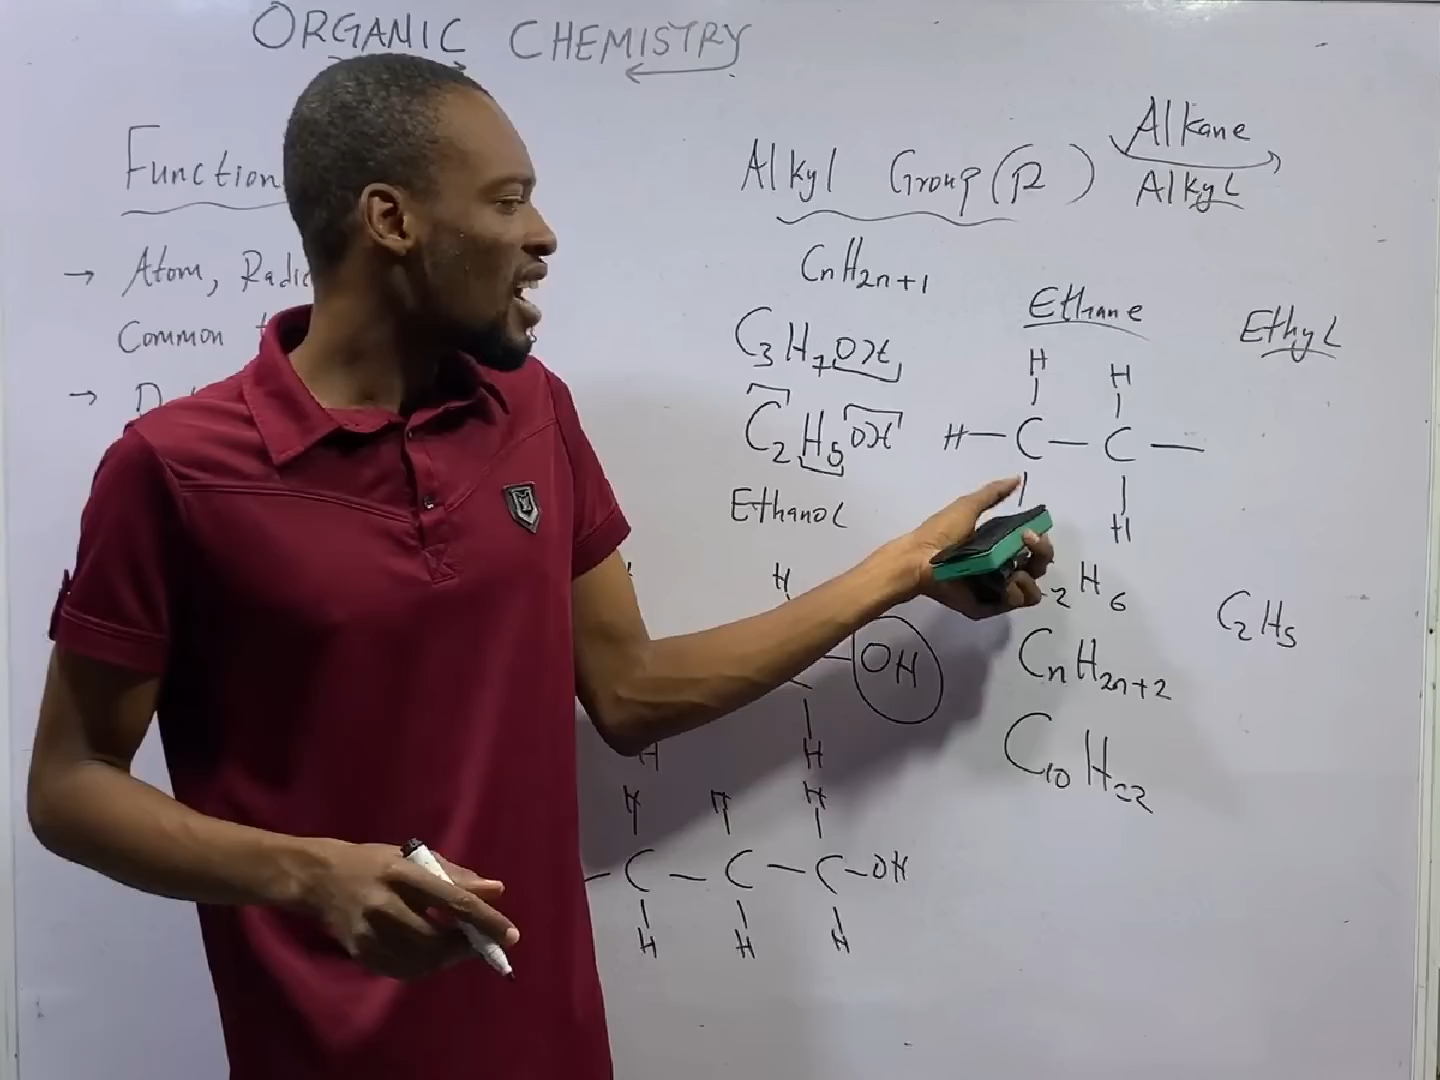 ORGANIC CHEMISTRY
Function
→ Atom, Radic
Common t
→ D
Alkyl Group (R)
Alkane
Alkyl
CnH2n+1
C3H7OH
C2H5OH
Ethanol
Ethane
Ethyl
H H
H—C—C—
H
2H6
C2H5
CnH2n+2
C10H22
H
OH
H H
H H H
—C—C—C—OH
H H H